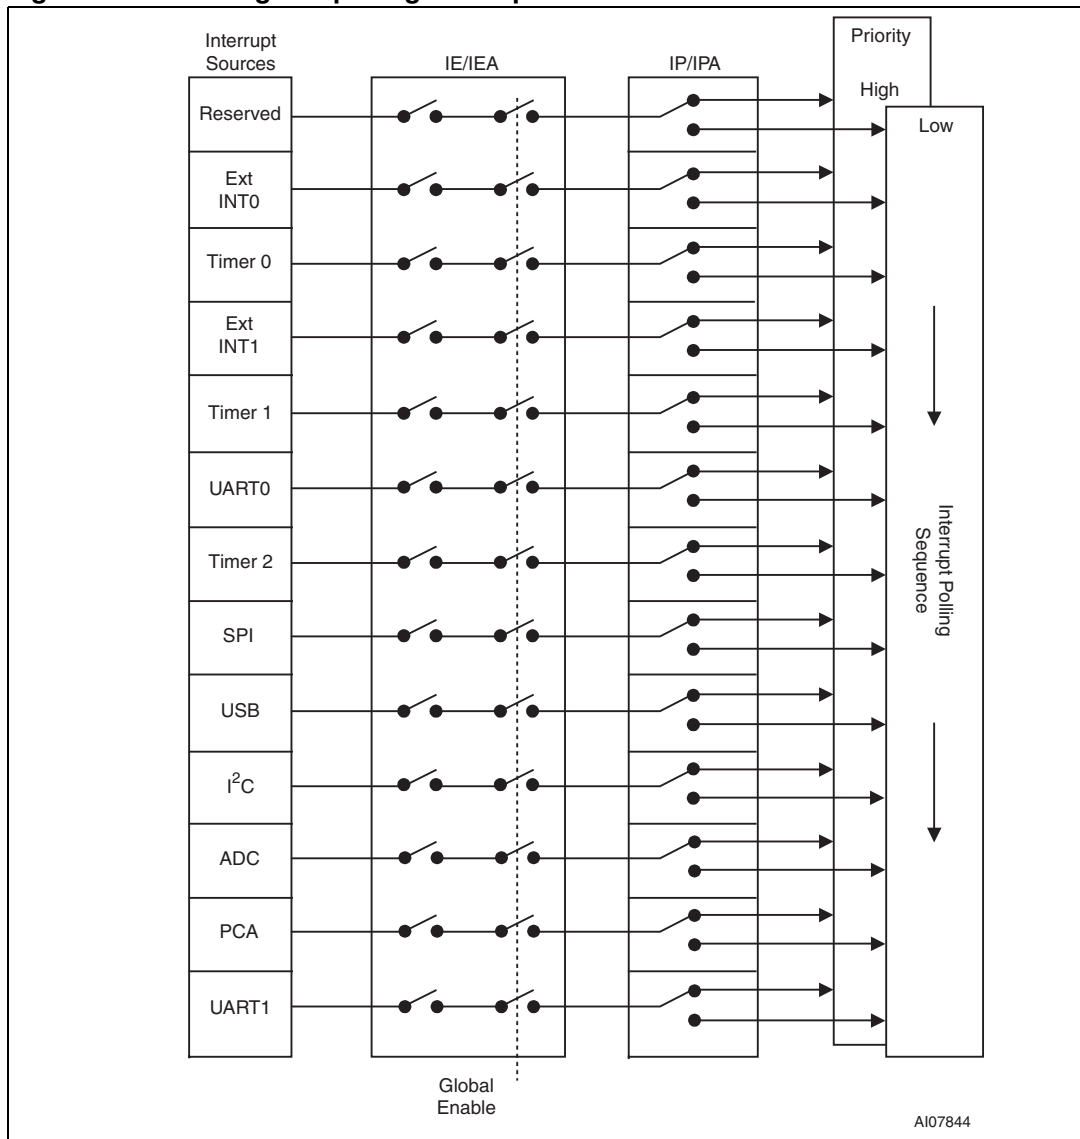 Interrupt
Sources
IE/IEA
IP/IPA
Priority
High
Low
Reserved
Ext
INT0
Timer 0
Ext
INT1
Timer 1
UART0
Timer 2
SPI
USB
I²C
ADC
PCA
UART1
Interrupt Polling
Sequence
Global
Enable
AI07844